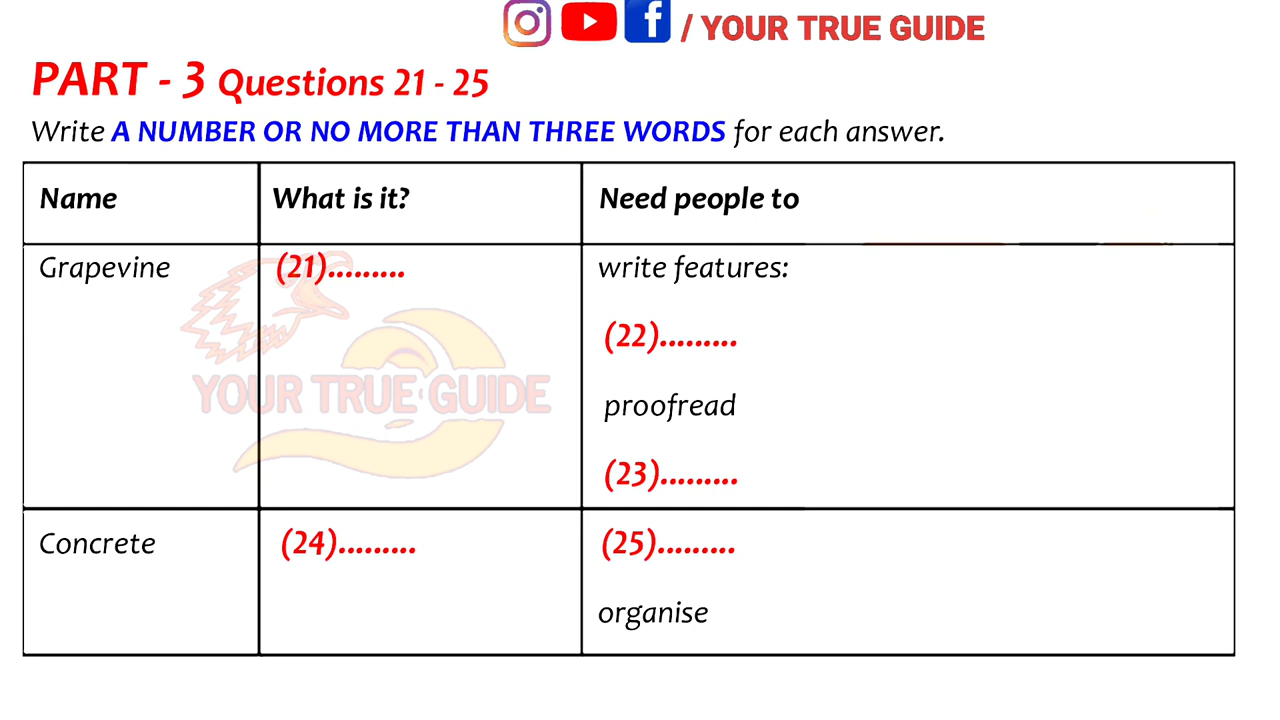 / YOUR TRUE GUIDE
PART - 3 Questions 21 - 25
Write A NUMBER OR NO MORE THAN THREE WORDS for each answer.
Name What is it? Need people to
Grapevine (21)......... write features:
(22).........
YOUR TRUE GUIDE
proofread
(23).........
Concrete (24)......... (25).........
organise